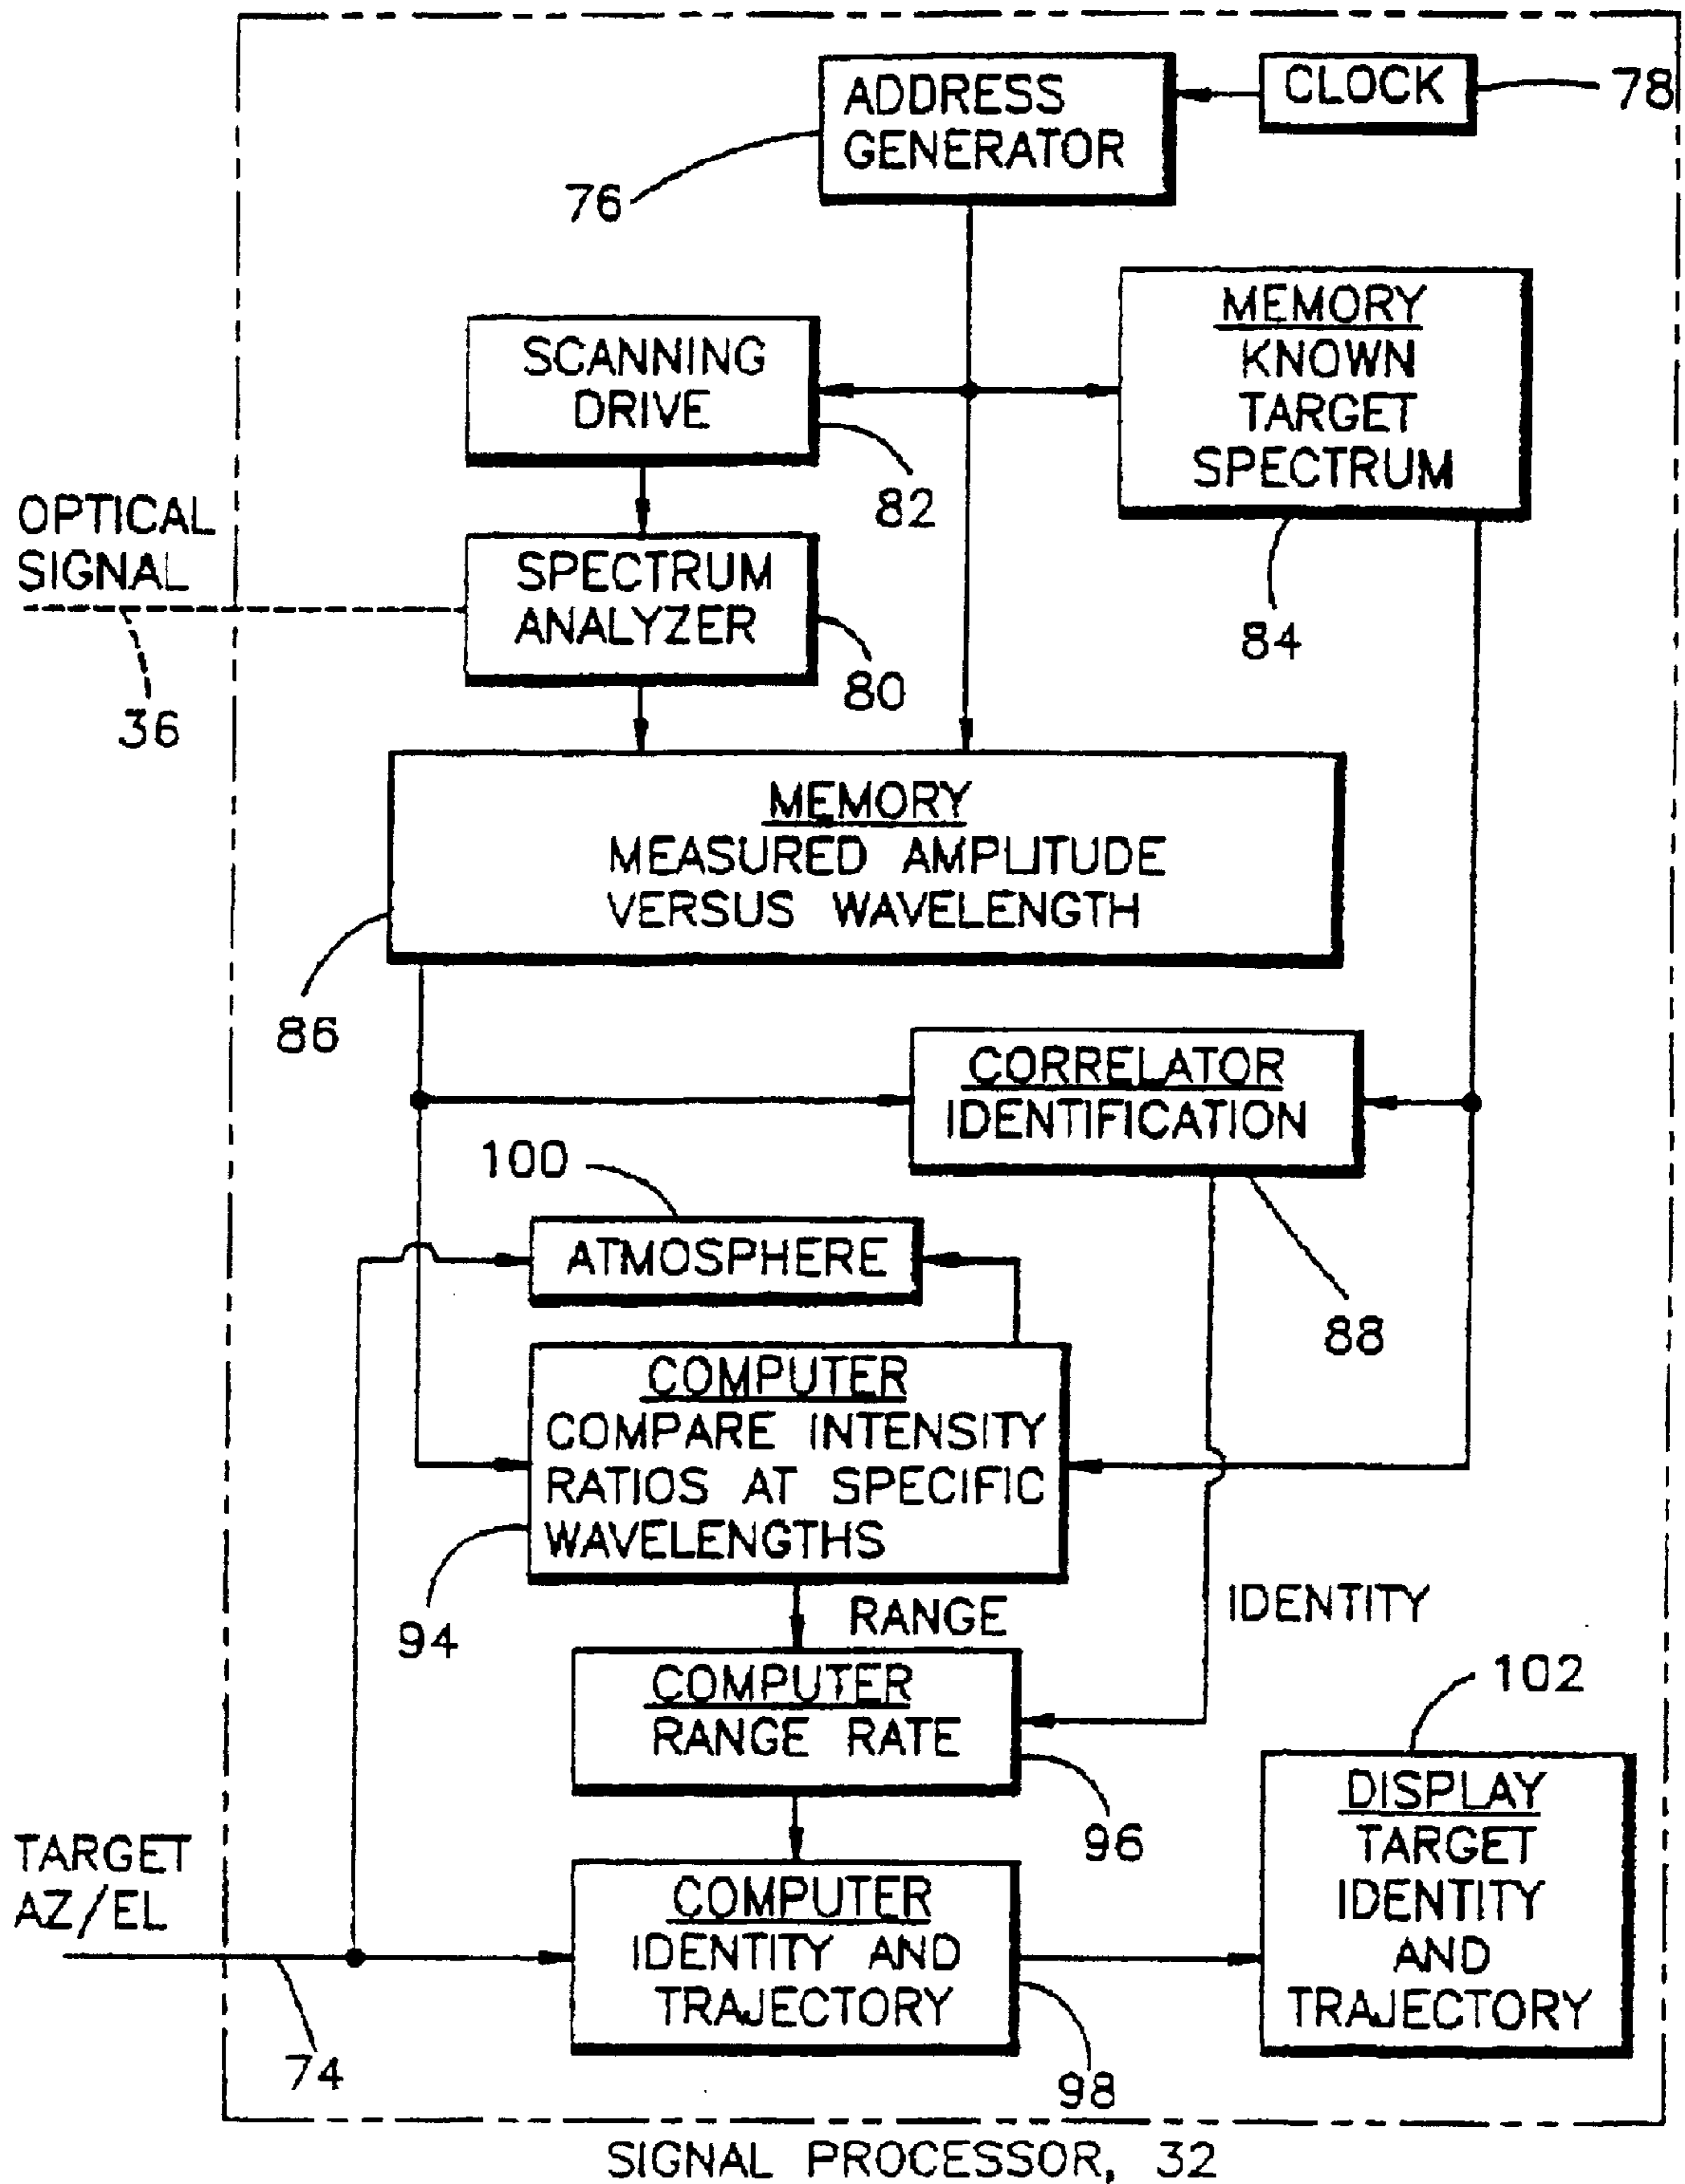 ADDRESS
GENERATOR
CLOCK
78
76
MEMORY
KNOWN
TARGET
SPECTRUM
SCANNING
DRIVE
82
84
OPTICAL
SIGNAL
36
SPECTRUM
ANALYZER
80
MEMORY
MEASURED AMPLITUDE
VERSUS WAVELENGTH
86
CORRELATOR
IDENTIFICATION
88
100
ATMOSPHERE
COMPUTER
COMPARE INTENSITY
RATIOS AT SPECIFIC
WAVELENGTHS
94
RANGE
IDENTITY
COMPUTER
RANGE RATE
96
102
DISPLAY
TARGET
IDENTITY
AND
TRAJECTORY
TARGET
AZ/EL
74
COMPUTER
IDENTITY AND
TRAJECTORY
98
SIGNAL PROCESSOR, 32